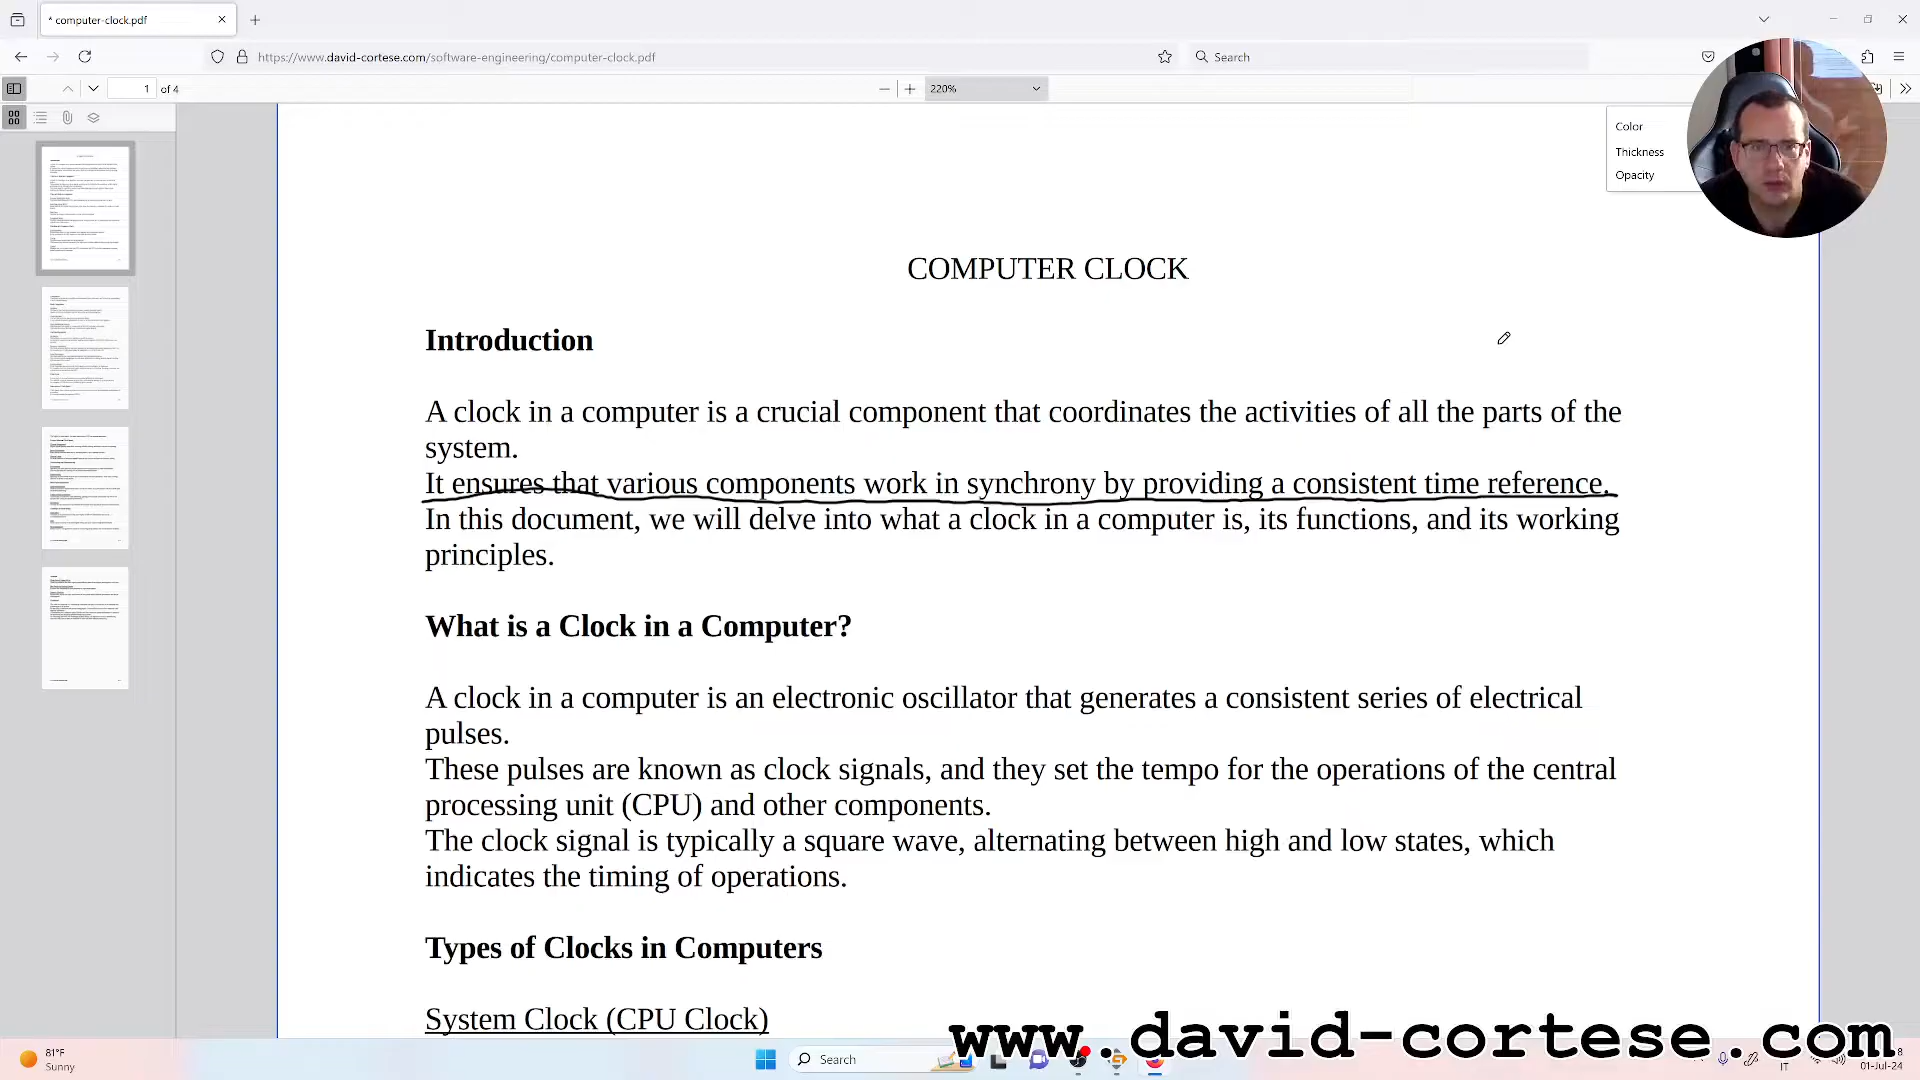 * computer-clock.pdf
https://www.david-cortese.com/software-engineering/computer-clock.pdf
Search
1 of 4
220%
Color
Thickness
Opacity
COMPUTER CLOCK
Introduction
A clock in a computer is a crucial component that coordinates the activities of all the parts of the
system.
It ensures that various components work in synchrony by providing a consistent time reference.
In this document, we will delve into what a clock in a computer is, its functions, and its working
principles.
What is a Clock in a Computer?
A clock in a computer is an electronic oscillator that generates a consistent series of electrical
pulses.
These pulses are known as clock signals, and they set the tempo for the operations of the central
processing unit (CPU) and other components.
The clock signal is typically a square wave, alternating between high and low states, which
indicates the timing of operations.
Types of Clocks in Computers
System Clock (CPU Clock)
www.david-cortese.com
81°F
Sunny
Search
IT
01-Jul-24